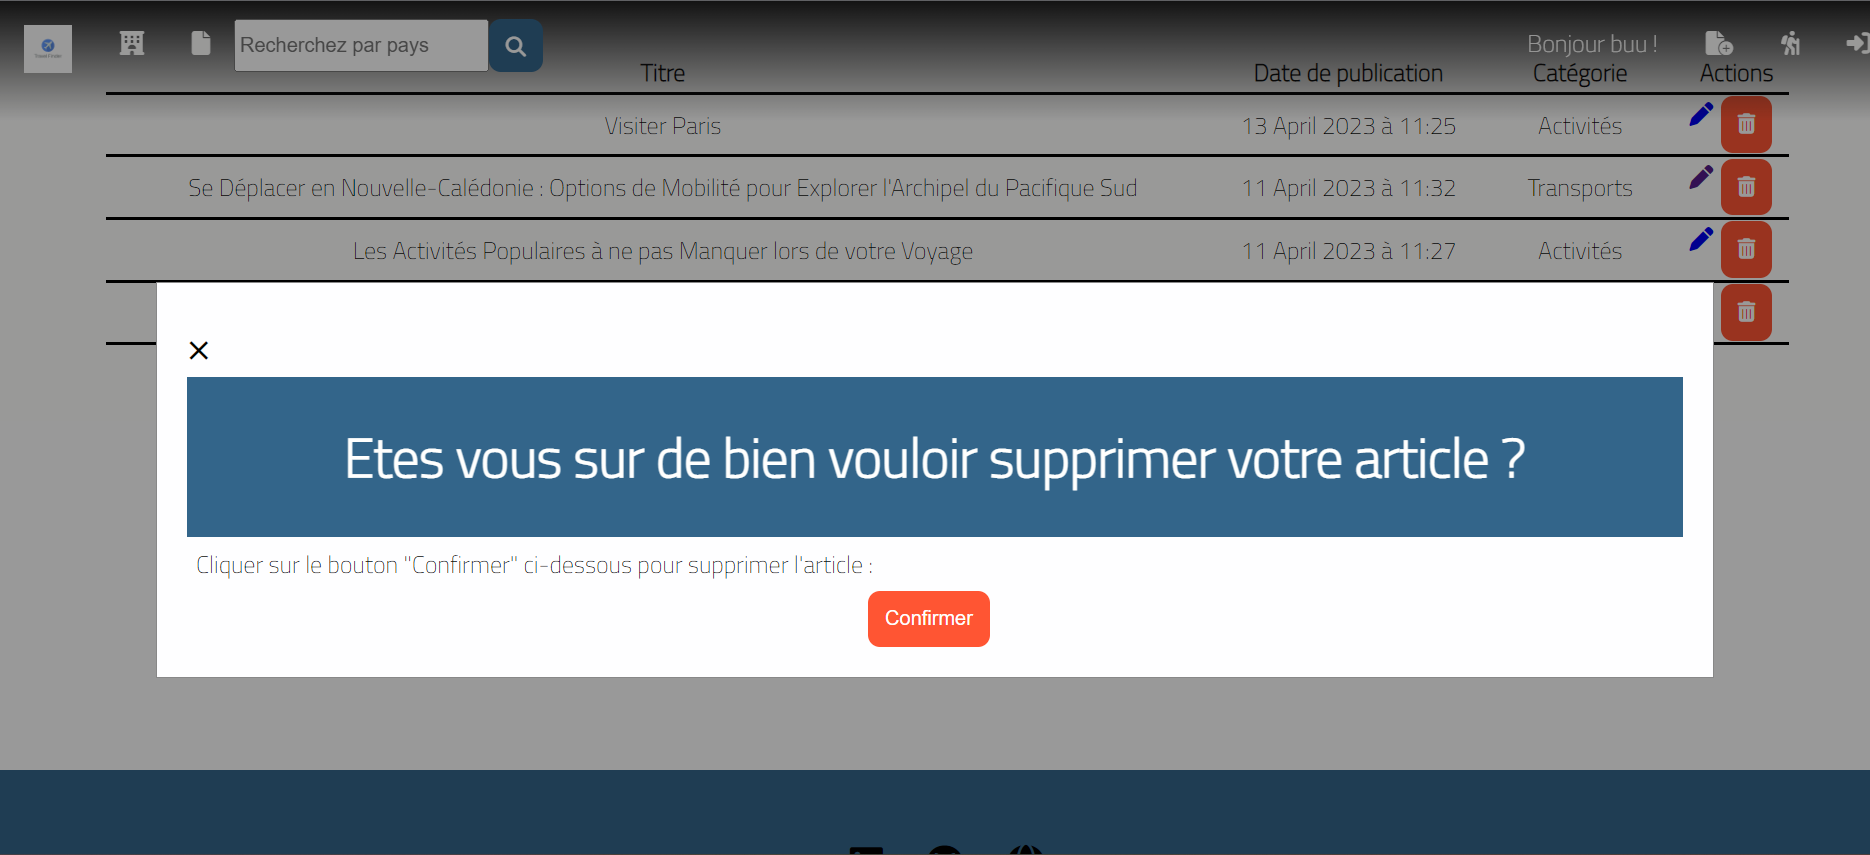 Recherchez par pays
Bonjour buu !
Titre Date de publication Catégorie Actions
Visiter Paris 13 April 2023 à 11:25 Activités
Se Déplacer en Nouvelle-Calédonie : Options de Mobilité pour Explorer l'Archipel du Pacifique Sud 11 April 2023 à 11:32 Transports
Les Activités Populaires à ne pas Manquer lors de votre Voyage 11 April 2023 à 11:27 Activités
Etes vous sur de bien vouloir supprimer votre article ?
Cliquer sur le bouton "Confirmer" ci-dessous pour supprimer l'article :
Confirmer